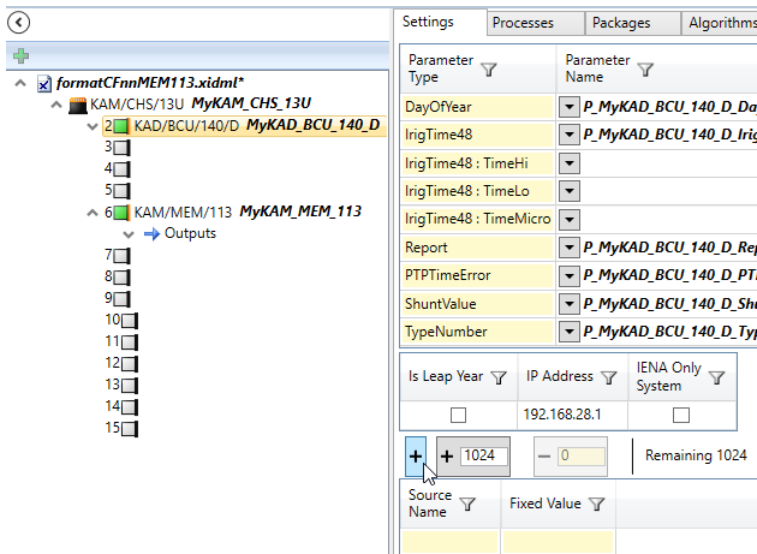 formatCFnnMEM113.xidml*
KAM/CHS/13U MyKAM_CHS_13U
2 KAD/BCU/140/D MyKAD_BCU_140_D
3
4
5
6 KAM/MEM/113 MyKAM_MEM_113
Outputs
7
8
9
10
11
12
13
14
15
Settings Processes Packages Algorithms
Parameter Type Parameter Name
DayOfYear P_MyKAD_BCU_140_D_Da
IrigTime48 P_MyKAD_BCU_140_D_Irig
IrigTime48 : TimeHi
IrigTime48 : TimeLo
IrigTime48 : TimeMicro
Report P_MyKAD_BCU_140_D_Rep
PTPTimeError P_MyKAD_BCU_140_D_PT
ShuntValue P_MyKAD_BCU_140_D_Shu
TypeNumber P_MyKAD_BCU_140_D_Typ
Is Leap Year IP Address IENA Only System
192.168.28.1
+ + 1024 − 0 Remaining 1024
Source Name Fixed Value